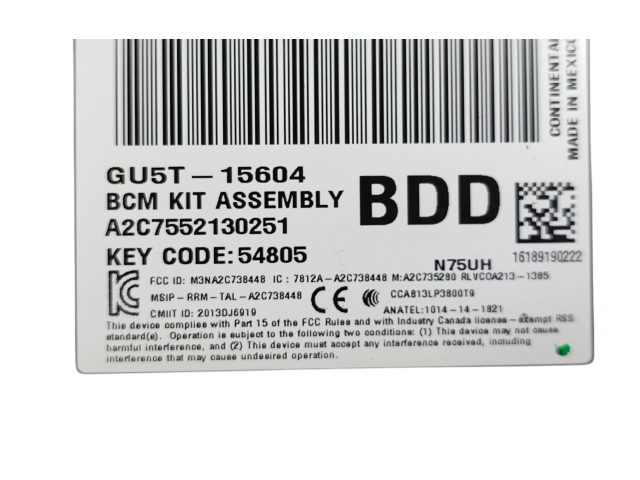 CONTINENTA
MADE IN MEXICO
GU5T-15604
BCM KIT ASSEMBLY
A2C7552130251
KEY CODE:54805
BDD
16189190222
N75UH
FCC ID: M3NA2C738448 IC : 7812A-A2C738448 M:A2C735280 RLVCOA213-1385
MSIP-RRM-TAL-A2C738448 CE CCAB13LP3800T9
CMIIT ID: 2013DJ6919 ANATEL:1014-14-1821
This device complies with Part 15 of the FCC Rules and with Industry Canada license-exempt RSS
standard(s). Operation is subject to the following two conditions: (1) This device may not cause
harmful interference, and (2) This device must accept any interference received, including
interference that may cause undesired operation.